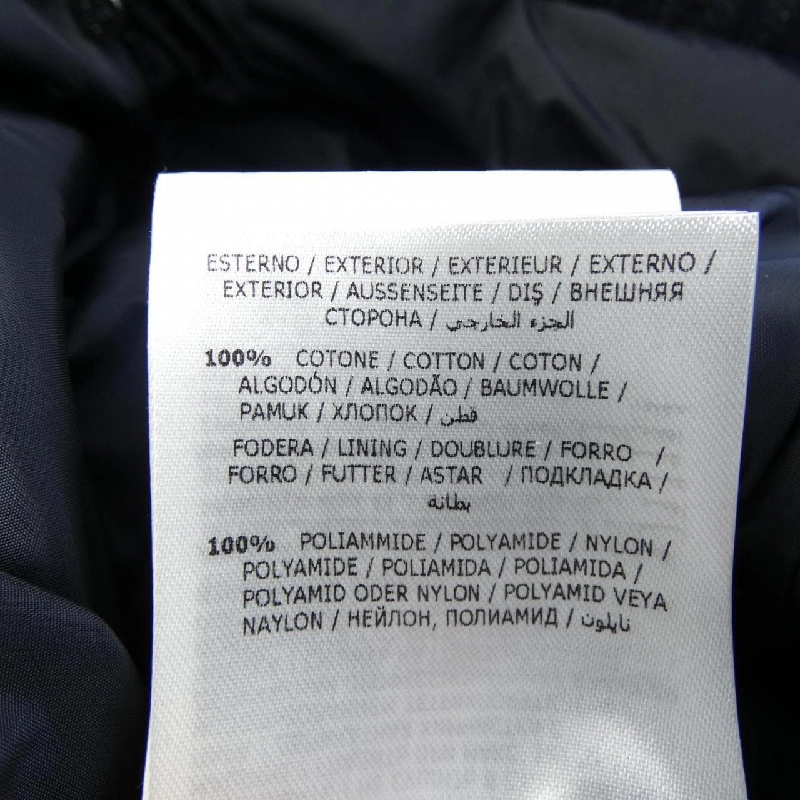 ESTERNO / EXTERIOR / EXTERIEUR / EXTERNO /
EXTERIOR / AUSSENSEITE / DIŞ / ВНЕШНЯЯ
СТОРОНА / الجزء الخارجي
100% COTONE / COTTON / COTON /
ALGODÓN / ALGODÃO / BAUMWOLLE /
PAMUK / ХЛОПОК / قطن
FODERA / LINING / DOUBLURE / FORRO /
FORRO / FUTTER / ASTAR / ПОДКЛАДКА /
بطانه
100% POLIAMMIDE / POLYAMIDE / NYLON /
POLYAMIDE / POLIAMIDA / POLIAMIDA /
POLYAMID ODER NYLON / POLYAMID VEYA
NAYLON / НЕЙЛОН, ПОЛИАМИД / نايلون